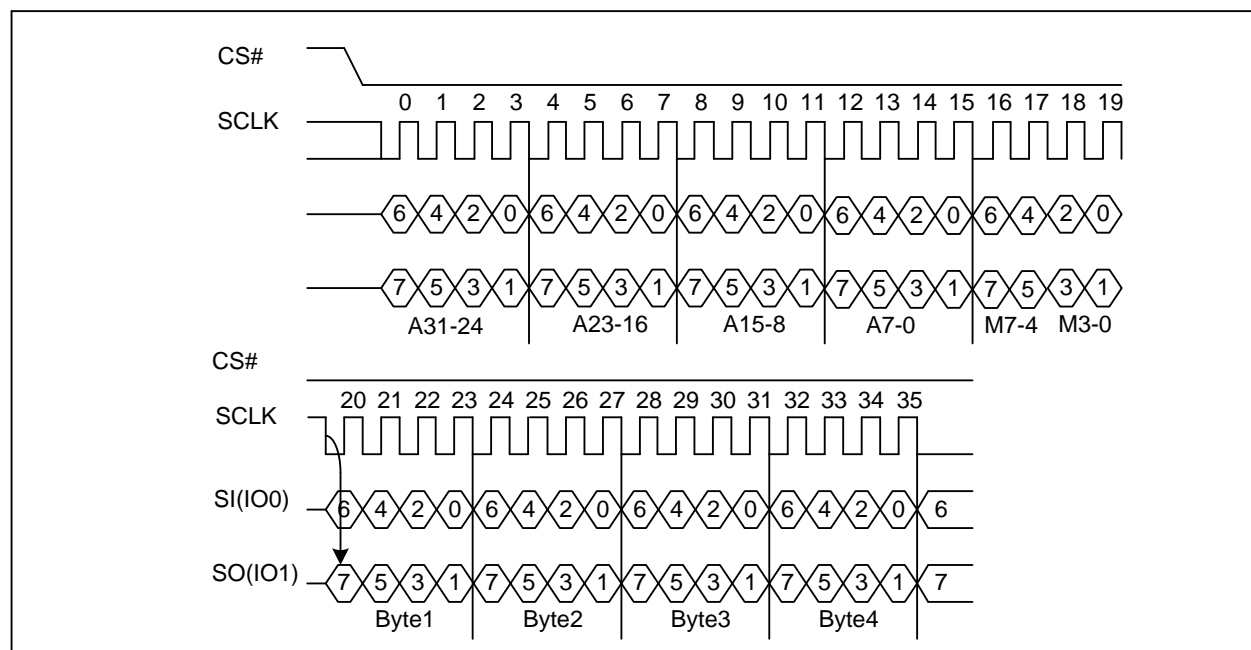 CS#
0 1 2 3 4 5 6 7 8 9 10 11 12 13 14 15 16 17 18 19
SCLK
6 4 2 0 6 4 2 0 6 4 2 0 6 4 2 0 6 4 2 0
7 5 3 1 7 5 3 1 7 5 3 1 7 5 3 1 7 5 3 1
A31-24 A23-16 A15-8 A7-0 M7-4 M3-0
CS#
20 21 22 23 24 25 26 27 28 29 30 31 32 33 34 35
SCLK
SI(IO0) 6 4 2 0 6 4 2 0 6 4 2 0 6 4 2 0 6
SO(IO1) 7 5 3 1 7 5 3 1 7 5 3 1 7 5 3 1 7
Byte1 Byte2 Byte3 Byte4